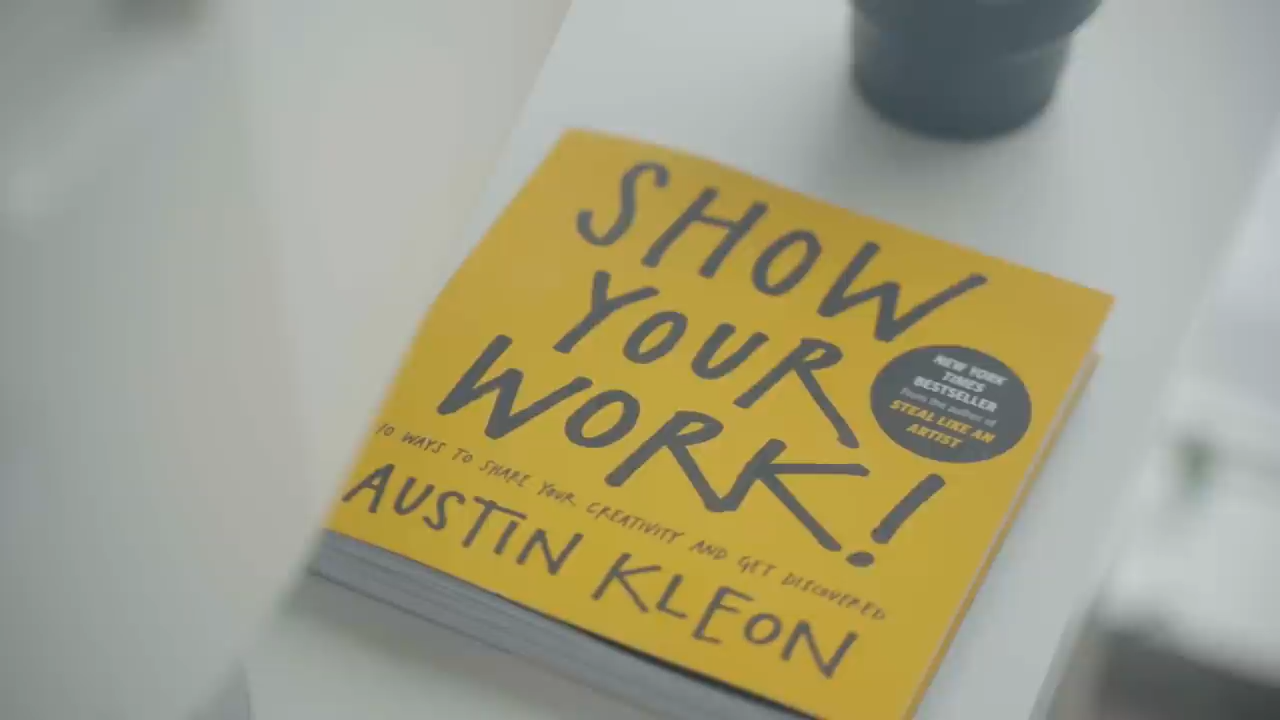 SHOW
YOUR
WORK!
NEW YORK
TIMES
BESTSELLER
From the author of
STEAL LIKE AN
ARTIST
10 WAYS TO SHARE YOUR CREATIVITY AND GET DISCOVERED
AUSTIN KLEON